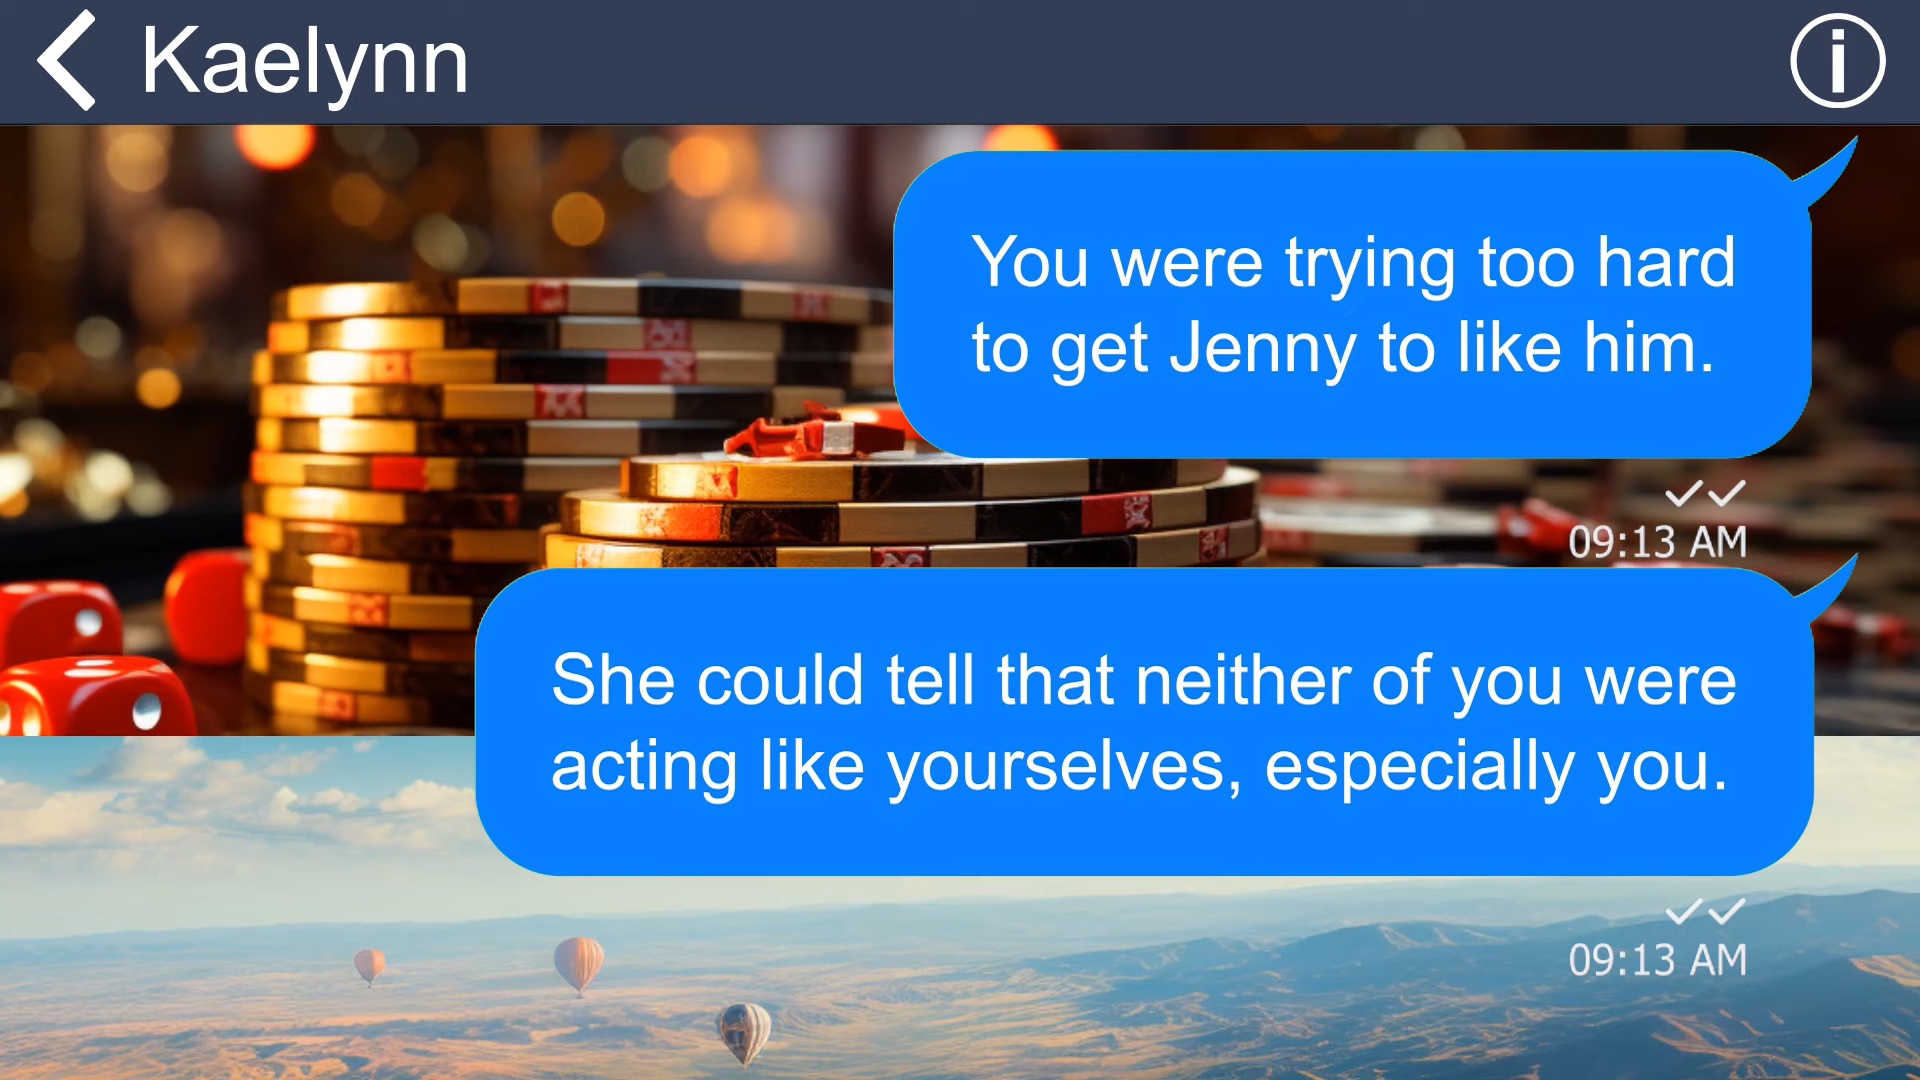 Kaelynn
You were trying too hard
to get Jenny to like him.
09:13 AM
She could tell that neither of you were
acting like yourselves, especially you.
09:13 AM